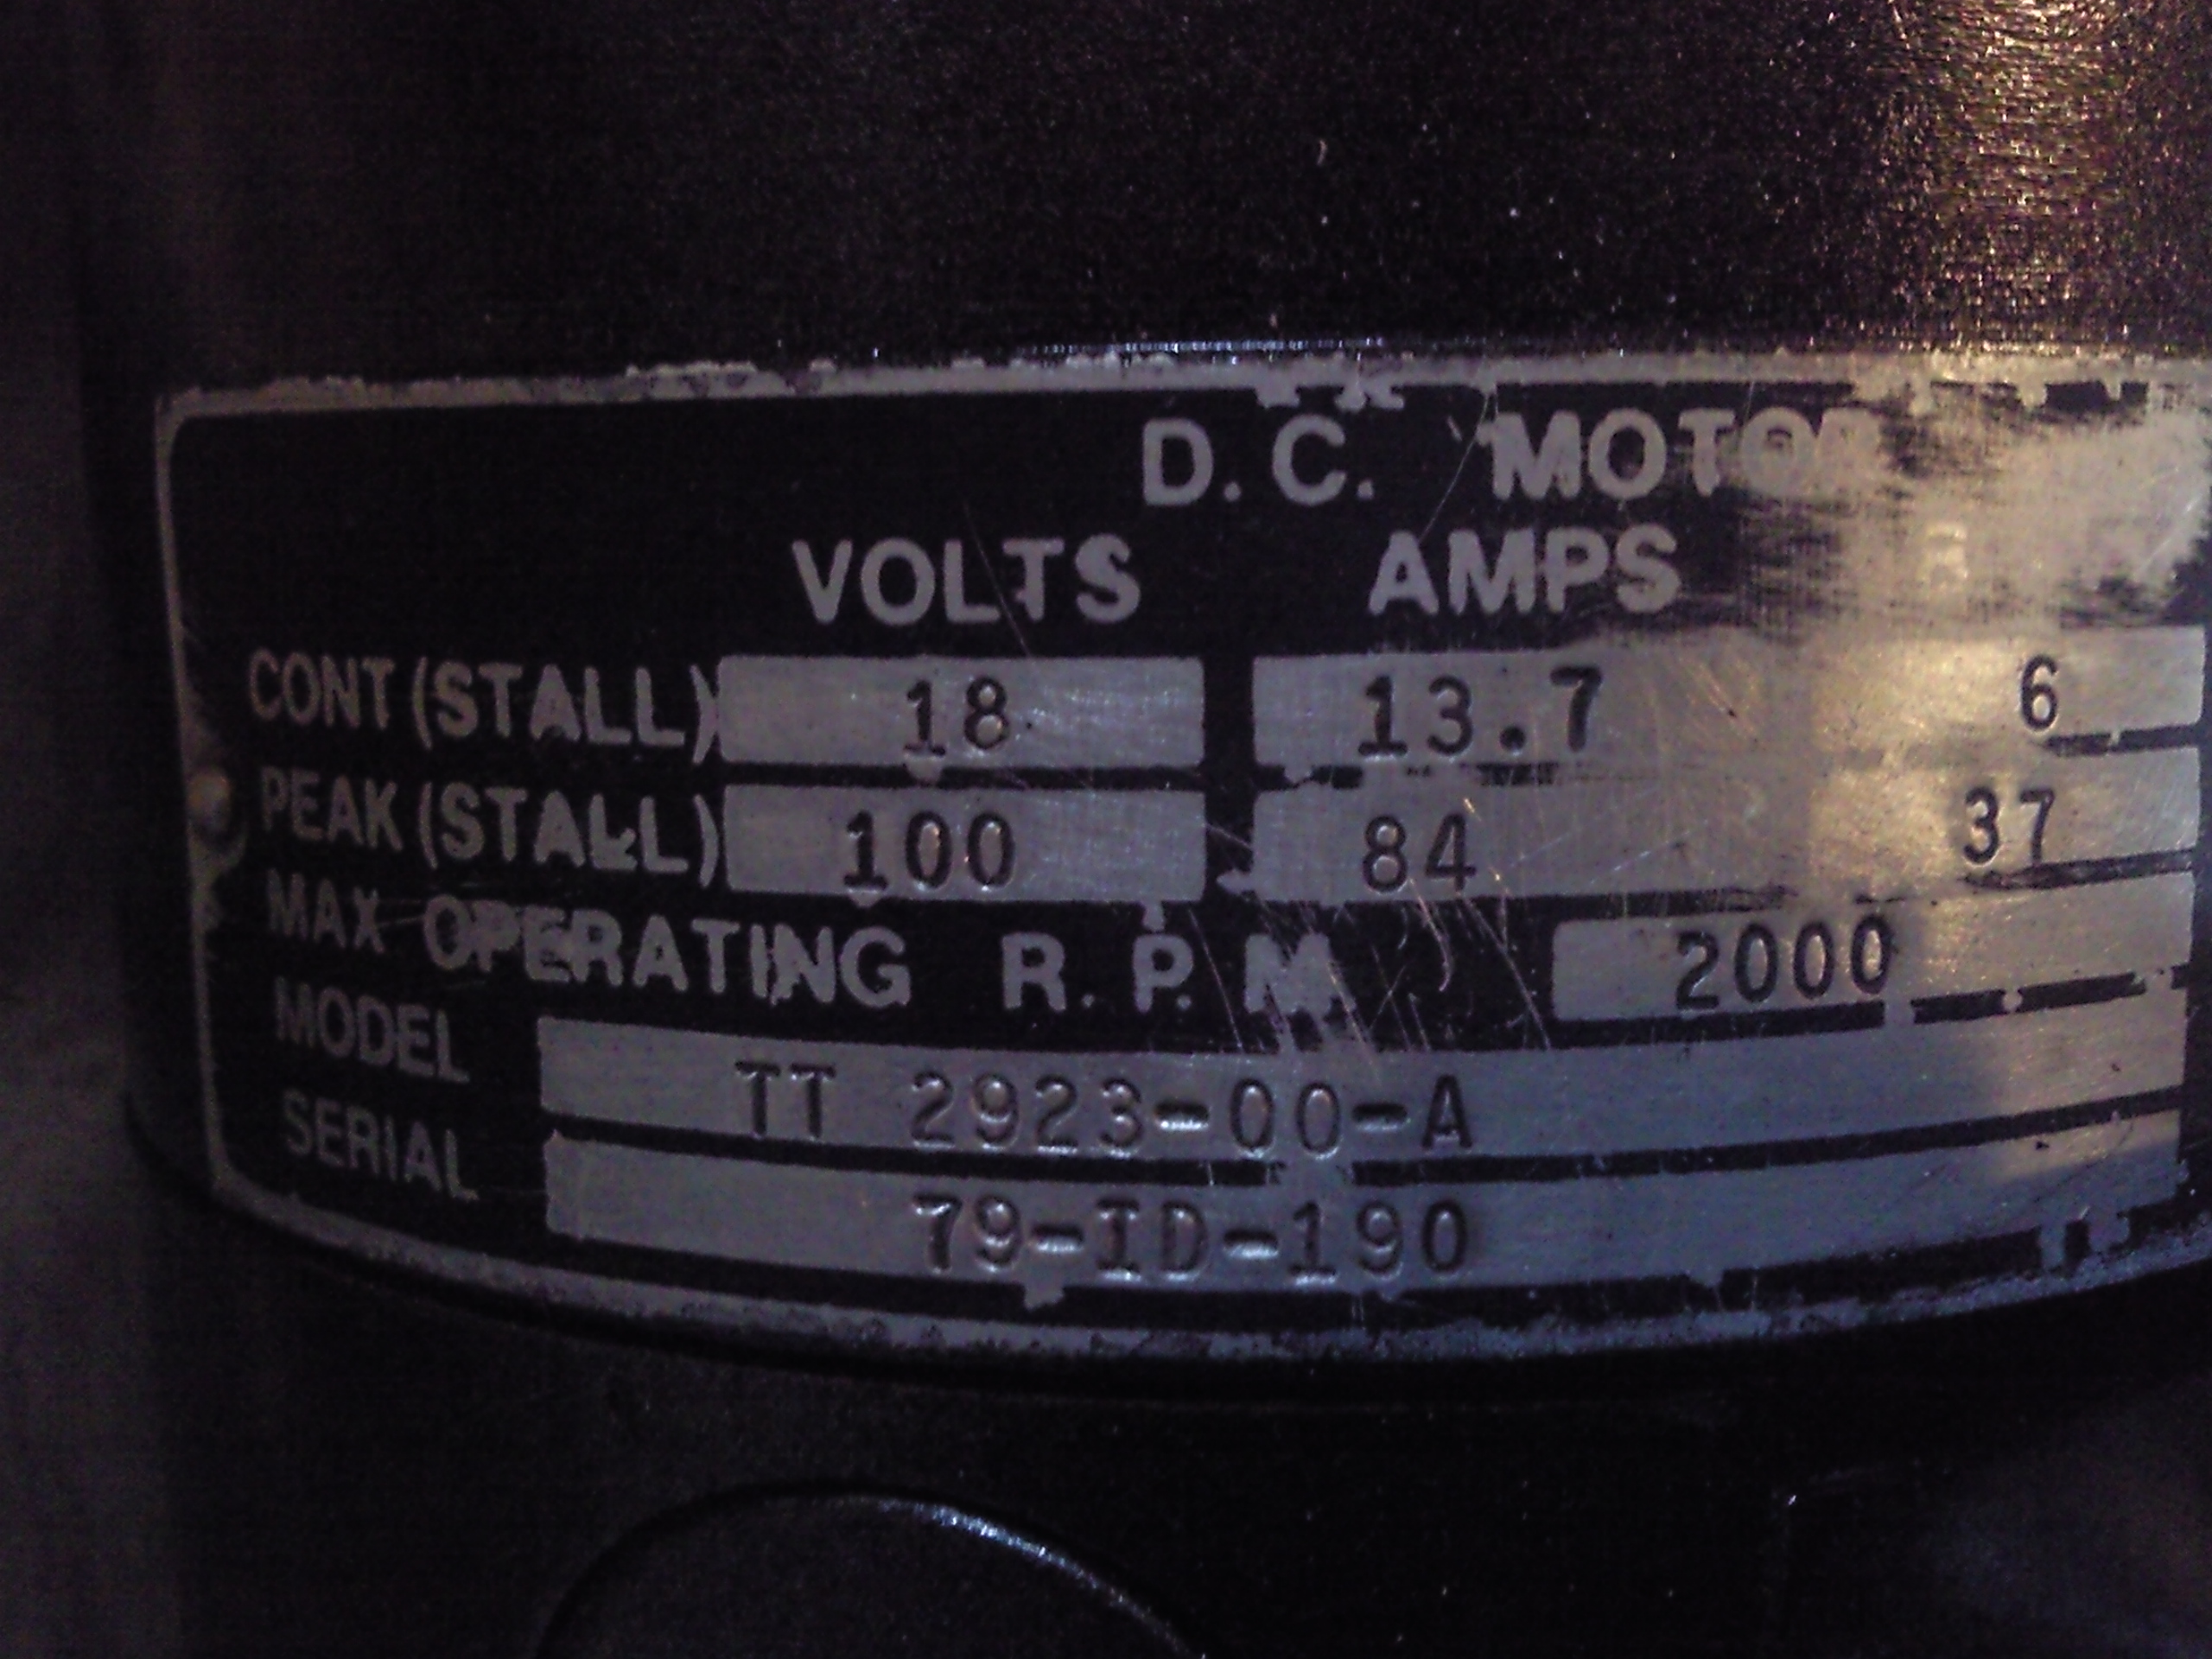 D.C. MOTOR
VOLTS AMPS
CONT (STALL) 18 13.7 6
PEAK (STALL) 100 84 37
MAX OPERATING R.P.M. 2000
MODEL TT 2923-00-A
SERIAL 79-ID-190